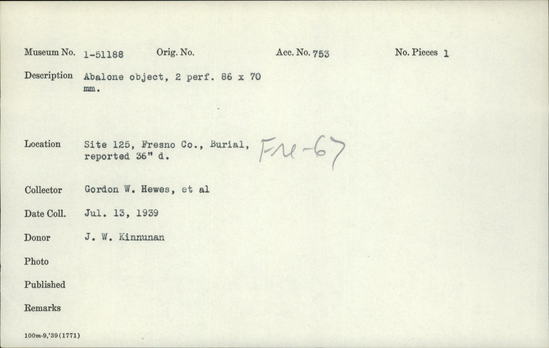 Museum No. 1-51188 Orig. No. Acc. No. 753 No. Pieces 1
Description Abalone object, 2 perf. 86 x 70
mm.
Location Site 125, Fresno Co., Burial,
reported 36" d.
Fre-67
Collector Gordon W. Hewes, et al
Date Coll. Jul. 13, 1939
Donor J. W. Kinnunan
Photo
Published
Remarks
100m-9,'39(1771)